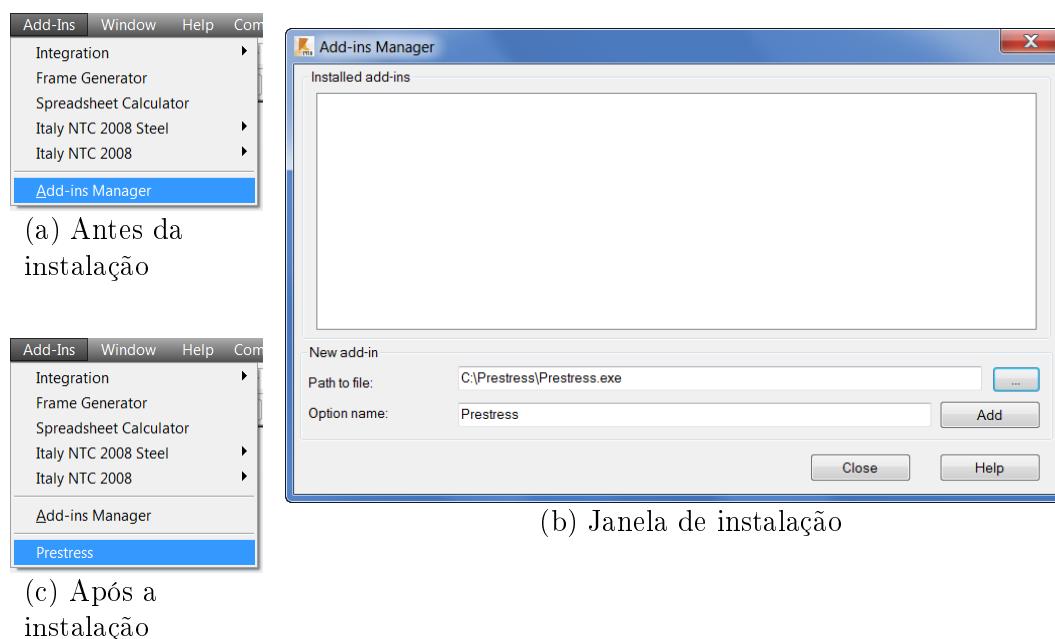 Add-Ins Window Help Com
Integration
Frame Generator
Spreadsheet Calculator
Italy NTC 2008 Steel
Italy NTC 2008
Add-ins Manager
(a) Antes da
instalação
Add-ins Manager
X
Installed add-ins
New add-in
Path to file: C:\Prestress\Prestress.exe ...
Option name: Prestress Add
Close Help
(b) Janela de instalação
Add-Ins Window Help Com
Integration
Frame Generator
Spreadsheet Calculator
Italy NTC 2008 Steel
Italy NTC 2008
Add-ins Manager
Prestress
(c) Após a
instalação